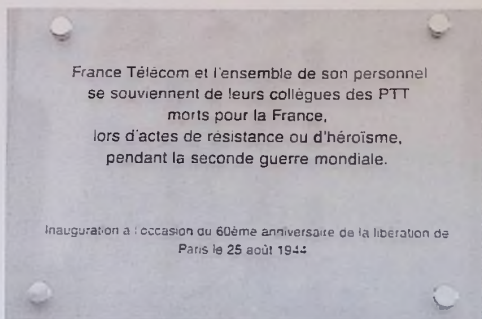 France Télécom et l'ensemble de son personnel
se souviennent de leurs collègues des PTT
morts pour la France,
lors d'actes de résistance ou d'héroïsme,
pendant la seconde guerre mondiale.
Inauguration à l'occasion du 60ème anniversaire de la libération de
Paris le 25 août 1944